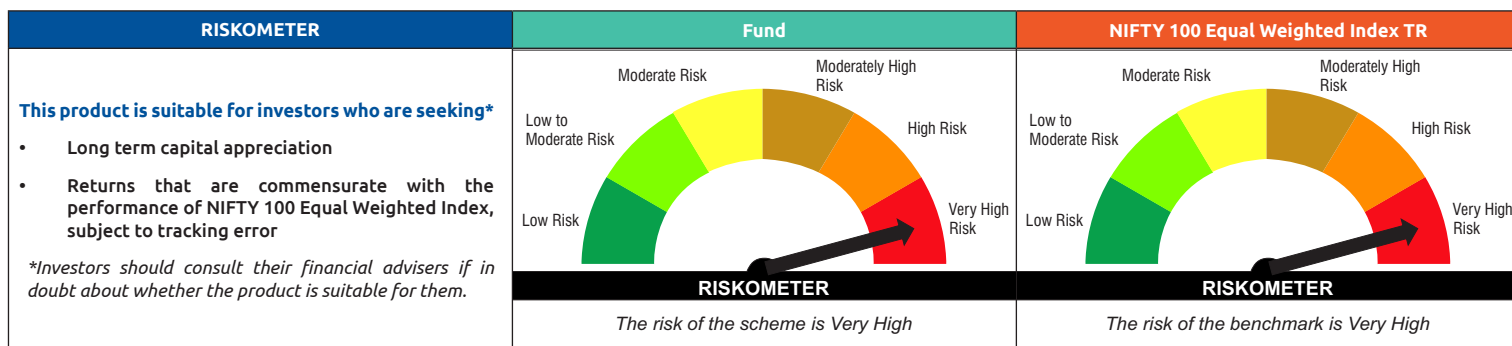 RISKOMETER
This product is suitable for investors who are seeking*
• Long term capital appreciation
• Returns that are commensurate with the
performance of NIFTY 100 Equal Weighted Index,
subject to tracking error
*Investors should consult their financial advisers if in
doubt about whether the product is suitable for them.
Fund
Low Risk
Low to
Moderate Risk
Moderate Risk
Moderately High
Risk
High Risk
Very High
Risk
RISKOMETER
The risk of the scheme is Very High
NIFTY 100 Equal Weighted Index TR
Low Risk
Low to
Moderate Risk
Moderate Risk
Moderately High
Risk
High Risk
Very High
Risk
RISKOMETER
The risk of the benchmark is Very High